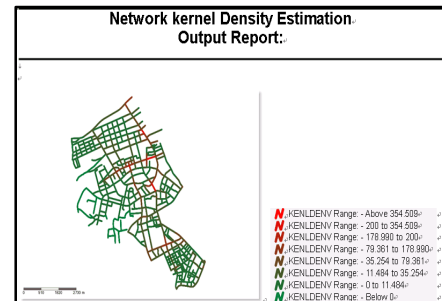 Network kernel Density Estimation
Output Report:
KENLDENV Range: - Above 354.508
KENLDENV Range: - 200 to 354.508
KENLDENV Range: - 178.990 to 200
KENLDENV Range: - 79.361 to 178.990
KENLDENV Range: - 35.254 to 79.361
KENLDENV Range: - 11.484 to 35.254
KENLDENV Range: - 0 to 11.484
KENLDENV Range: - Below 0